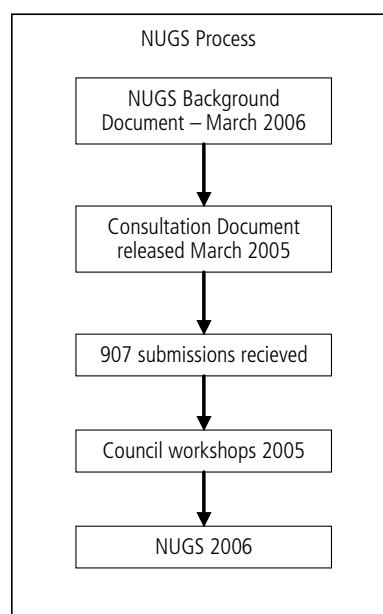 NUGS Process
NUGS Background
Document – March 2006
Consultation Document
released March 2005
907 submissions recieved
Council workshops 2005
NUGS 2006